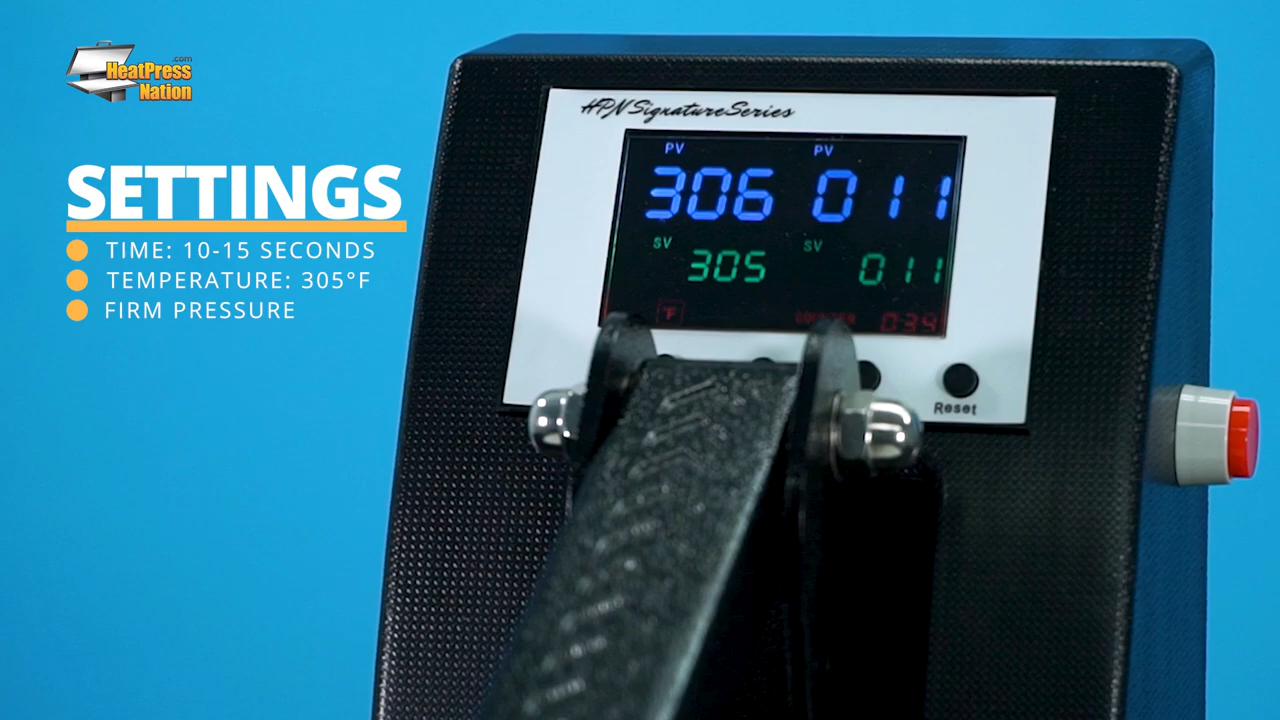 .com
HeatPress
Nation
SETTINGS
TIME: 10-15 SECONDS
TEMPERATURE: 305°F
FIRM PRESSURE
HPN Signature Series
PV PV
306 011
SV SV
305 011
°F COUNTER 034
Reset